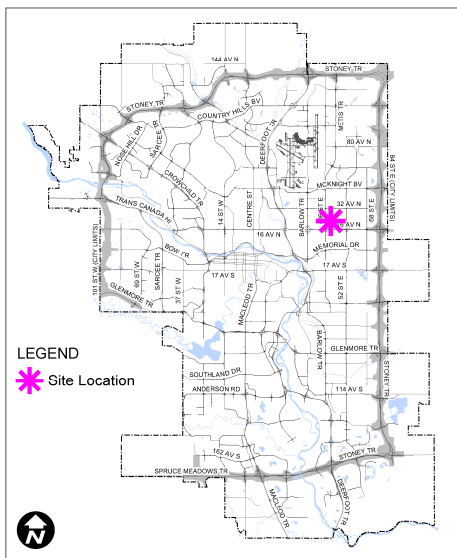 144 AV N
STONEY TR
STONEY TR
COUNTRY HILLS BV
NOSE HILL DR
SARCEE TR
DEERFOOT TR
METIS TR
80 AV N
CROWCHILD TR
MCKNIGHT BV
TRANS CANADA HI
14 ST W
CENTRE ST
BARLOW TR
ST E
32 AV N
AV N
68 ST E
84 ST E (CITY LIMITS)
16 AV N
MEMORIAL DR
BOW TR
17 AV S
17 AV S
101 ST W (CITY LIMITS)
69 ST W
SARCEE TR
37 ST W
GLENMORE TR
MACLEOD TR
52 ST E
BARLOW TR
GLENMORE TR
LEGEND
Site Location
SOUTHLAND DR
ANDERSON RD
114 AV S
STONEY TR
162 AV S
STONEY TR
SPRUCE MEADOWS TR
MACLEOD TR
DEERFOOT TR
N